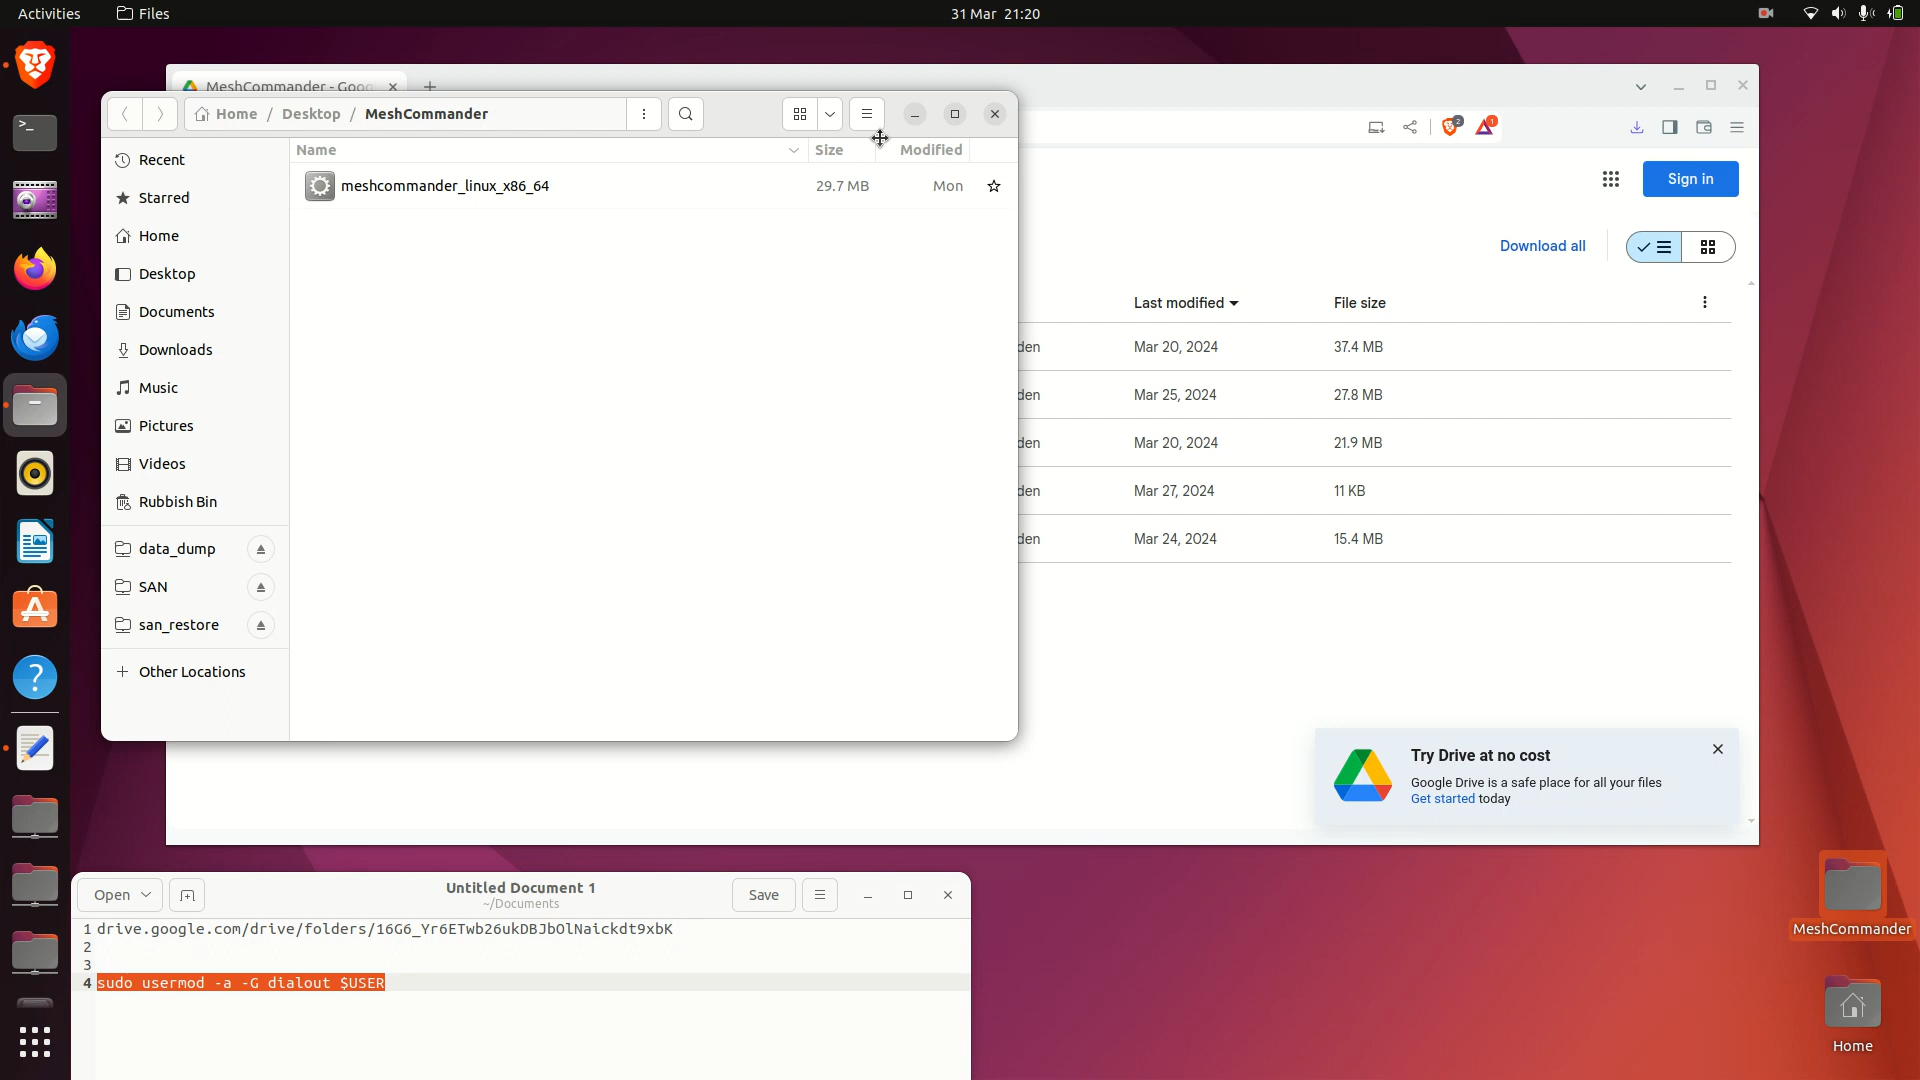 Activities
Files
31 Mar 21:20
MeshCommander - Goog
Home / Desktop / MeshCommander
Name
Size
Modified
meshcommander_linux_x86_64
29.7 MB
Mon
Recent
Starred
Home
Desktop
Documents
Downloads
Music
Pictures
Videos
Rubbish Bin
data_dump
SAN
san_restore
+ Other Locations
2
1
Sign in
Download all
Last modified
File size
den
Mar 20, 2024
37.4 MB
den
Mar 25, 2024
27.8 MB
den
Mar 20, 2024
21.9 MB
den
Mar 27, 2024
11 KB
den
Mar 24, 2024
15.4 MB
Try Drive at no cost
Google Drive is a safe place for all your files
Get started today
Open
Untitled Document 1
~/Documents
Save
1 drive.google.com/drive/folders/16G6_Yr6ETwb26ukDBJbOlNaickdt9xbK
2
3
4 sudo usermod -a -G dialout $USER
MeshCommander
Home